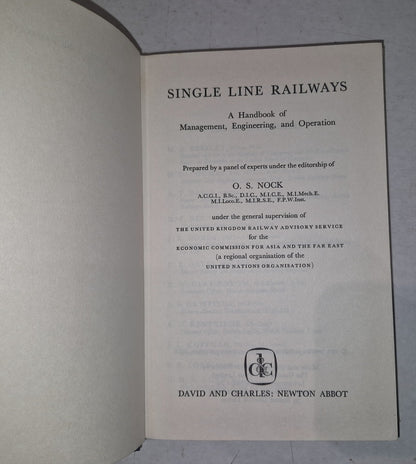 SINGLE LINE RAILWAYS
A Handbook of
Management, Engineering, and Operation
Prepared by a panel of experts under the editorship of
O. S. NOCK
A.C.G.I., B.Sc., D.I.C., M.I.C.E., M.I.Mech.E.
M.I.Loco.E., M.I.R.S.E., F.P.W.Inst.
under the general supervision of
THE UNITED KINGDOM RAILWAY ADVISORY SERVICE
for the
ECONOMIC COMMISSION FOR ASIA AND THE FAR EAST
(a regional organisation of the
UNITED NATIONS ORGANISATION)
DAVID AND CHARLES: NEWTON ABBOT